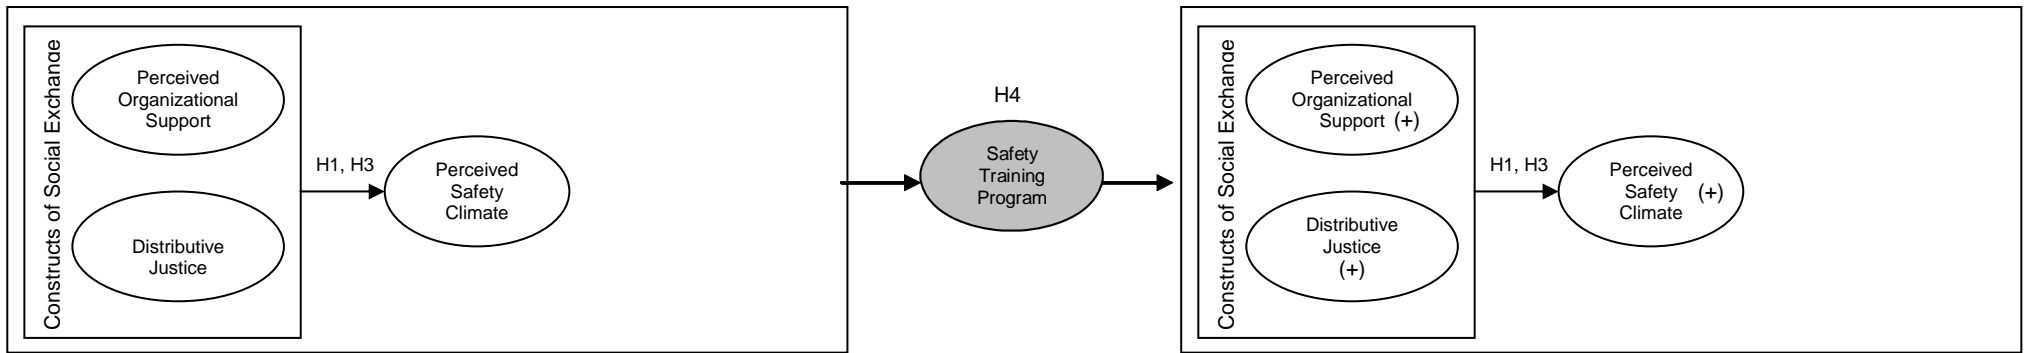 Constructs of Social Exchange
Perceived
Organizational
Support
Distributive
Justice
H1, H3
Perceived
Safety
Climate
H4
Safety
Training
Program
Constructs of Social Exchange
Perceived
Organizational
Support (+)
Distributive
Justice
(+)
H1, H3
Perceived
Safety (+)
Climate